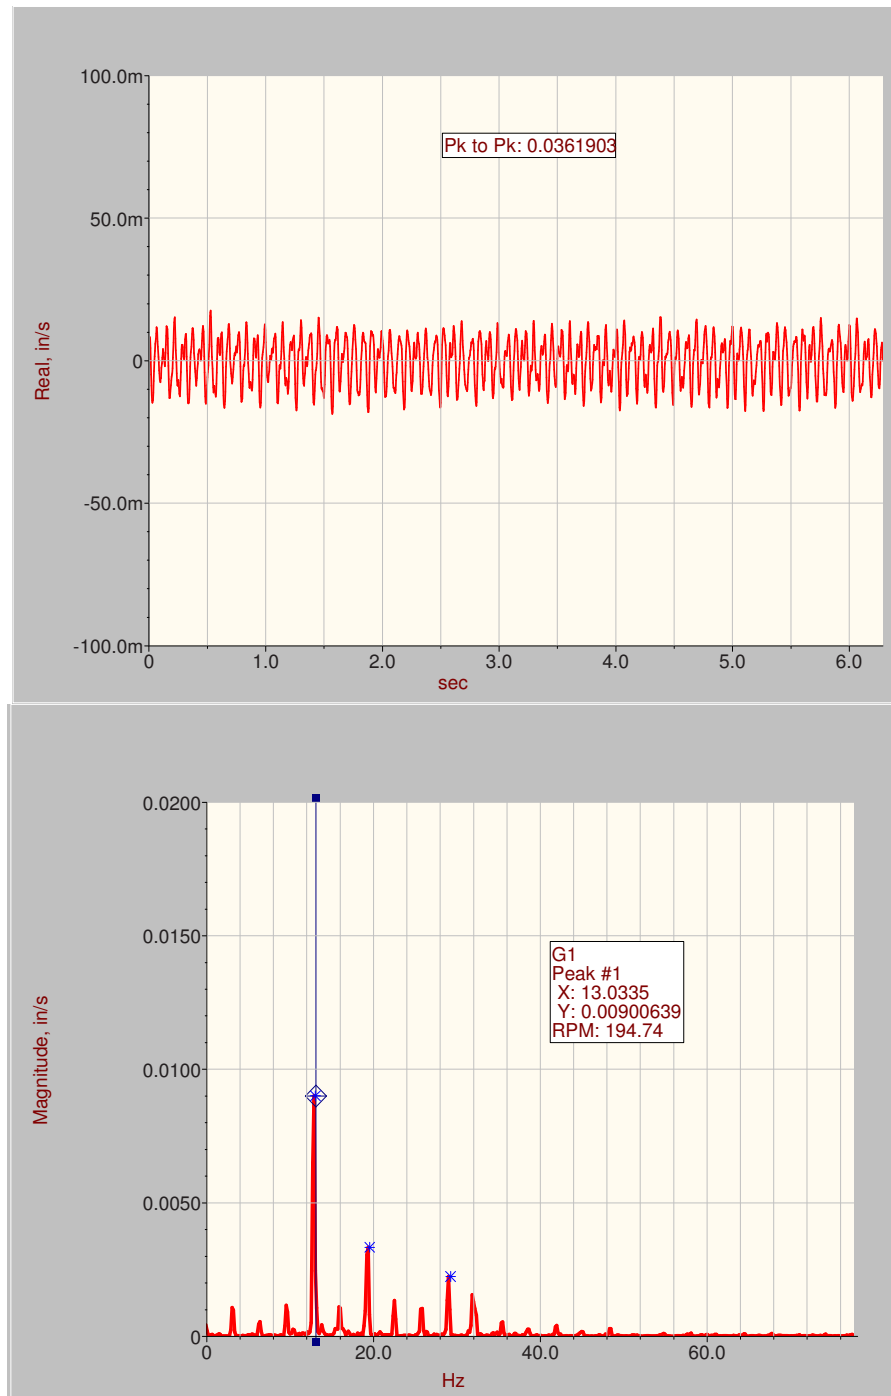 100.0m
Pk to Pk: 0.0361903
50.0m
Real, in/s
0
-50.0m
-100.0m
0 1.0 2.0 3.0 4.0 5.0 6.0
sec
0.0200
0.0150
G1
Peak #1
X: 13.0335
Y: 0.00900639
RPM: 194.74
Magnitude, in/s
0.0100
0.0050
0
0 20.0 40.0 60.0
Hz